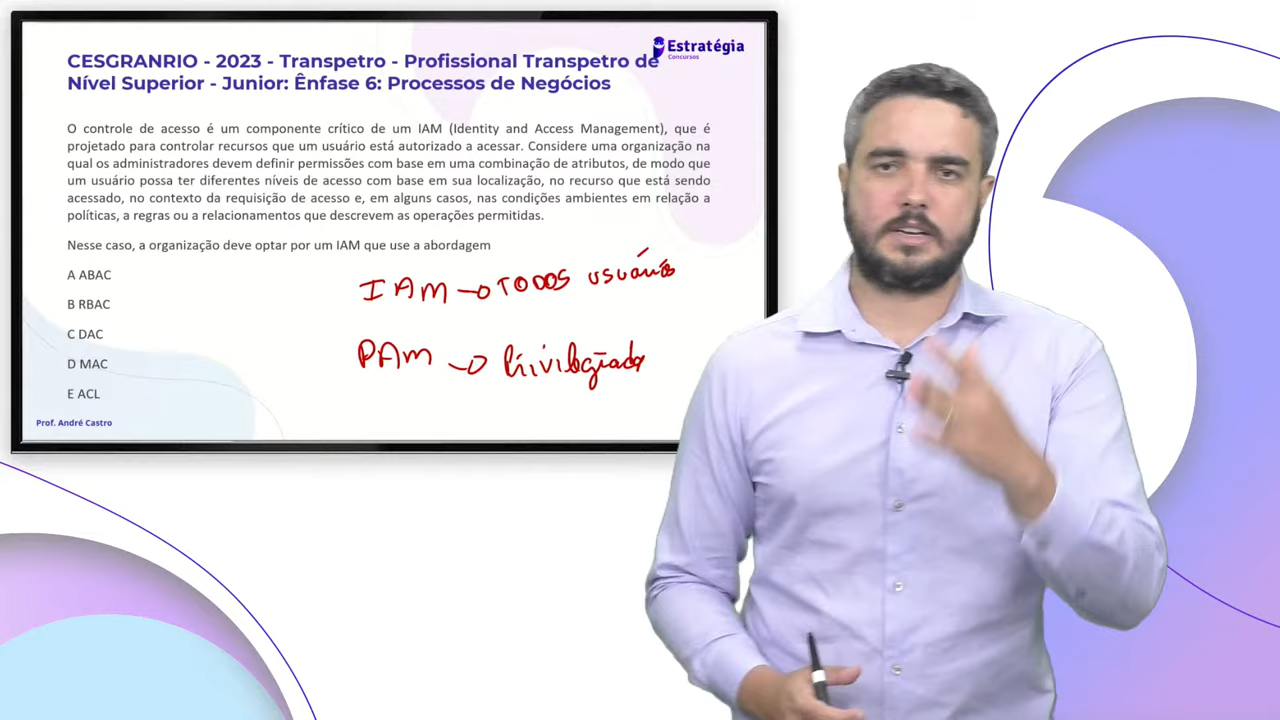 CESGRANRIO - 2023 - Transpetro - Profissional Transpetro de
Nível Superior - Junior: Ênfase 6: Processos de Negócios
Estratégia
Concursos
O controle de acesso é um componente crítico de um IAM (Identity and Access Management), que é
projetado para controlar recursos que um usuário está autorizado a acessar. Considere uma organização na
qual os administradores devem definir permissões com base em uma combinação de atributos, de modo que
um usuário possa ter diferentes níveis de acesso com base em sua localização, no recurso que está sendo
acessado, no contexto da requisição de acesso e, em alguns casos, nas condições ambientes em relação a
políticas, a regras ou a relacionamentos que descrevem as operações permitidas.
Nesse caso, a organização deve optar por um IAM que use a abordagem
A ABAC
B RBAC
C DAC
D MAC
E ACL
IAM → TODOS usuários
PAM → Privilegiados
Prof. André Castro